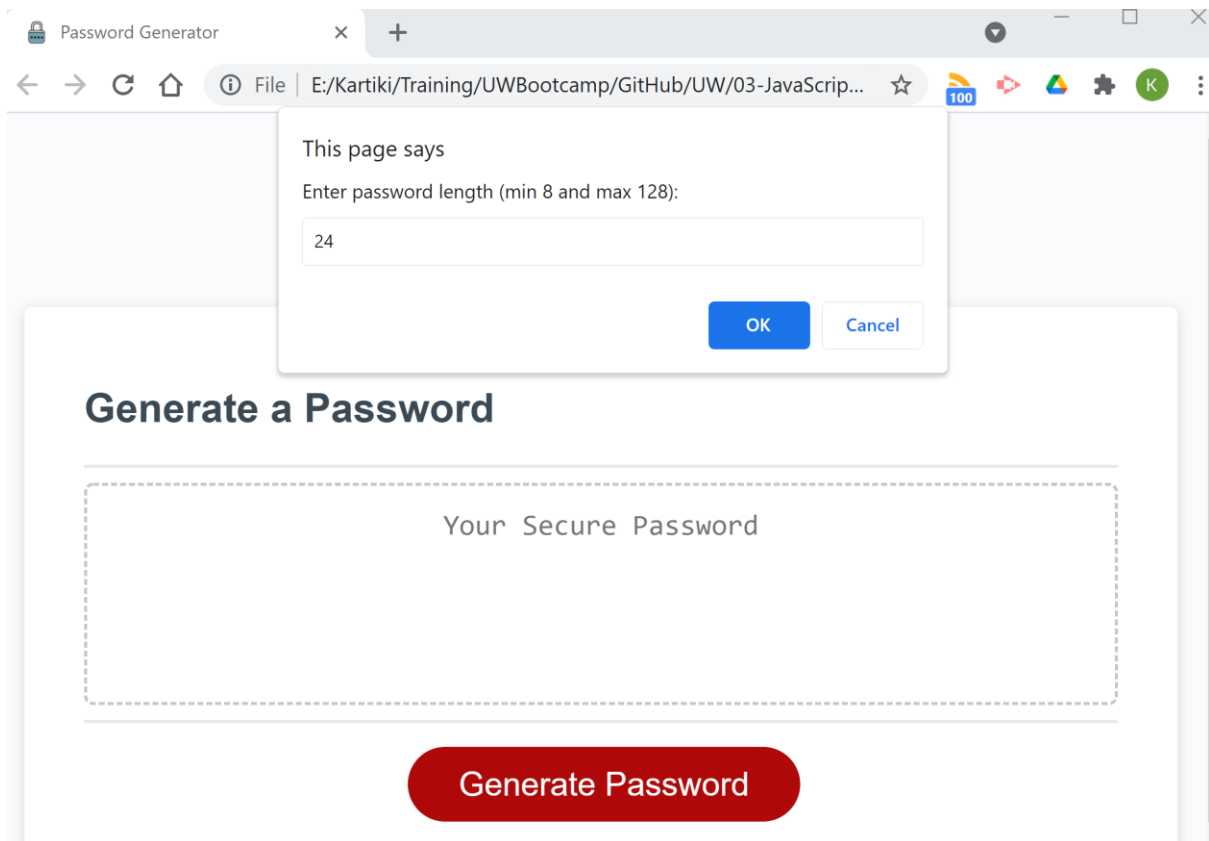 Password Generator
File E:/Kartiki/Training/UWBootcamp/GitHub/UW/03-JavaScrip...
100
K
This page says
Enter password length (min 8 and max 128):
24
OK Cancel
Generate a Password
Your Secure Password
Generate Password